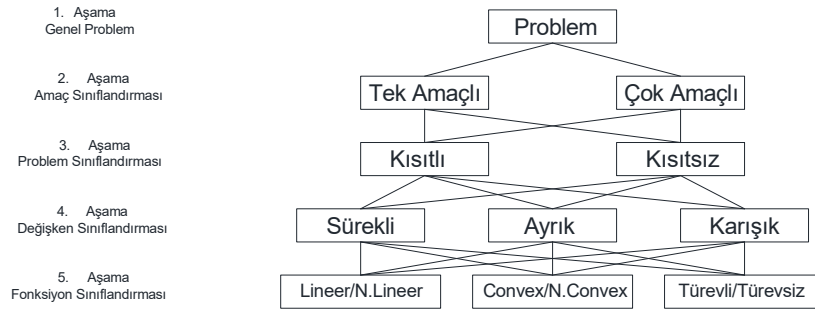 1. Aşama
Genel Problem
Problem
2. Aşama
Amaç Sınıflandırması
Tek Amaçlı
Çok Amaçlı
3. Aşama
Problem Sınıflandırması
Kısıtlı
Kısıtsız
4. Aşama
Değişken Sınıflandırması
Sürekli
Ayrık
Karışık
5. Aşama
Fonksiyon Sınıflandırması
Lineer/N.Lineer
Convex/N.Convex
Türevli/Türevsiz